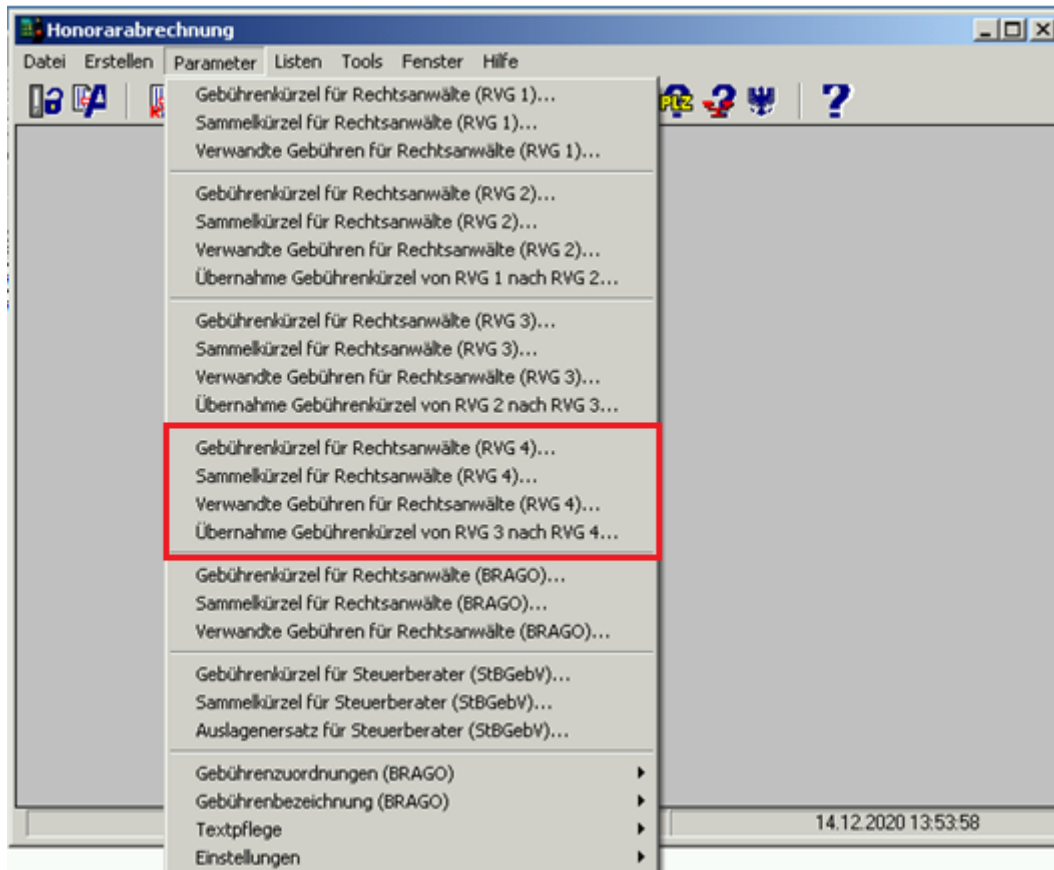 Honorarabrechnung
Datei Erstellen Parameter Listen Tools Fenster Hilfe
PLZ ?
Gebührenkürzel für Rechtsanwälte (RVG 1)...
Sammelkürzel für Rechtsanwälte (RVG 1)...
Verwandte Gebühren für Rechtsanwälte (RVG 1)...
Gebührenkürzel für Rechtsanwälte (RVG 2)...
Sammelkürzel für Rechtsanwälte (RVG 2)...
Verwandte Gebühren für Rechtsanwälte (RVG 2)...
Übernahme Gebührenkürzel von RVG 1 nach RVG 2...
Gebührenkürzel für Rechtsanwälte (RVG 3)...
Sammelkürzel für Rechtsanwälte (RVG 3)...
Verwandte Gebühren für Rechtsanwälte (RVG 3)...
Übernahme Gebührenkürzel von RVG 2 nach RVG 3...
Gebührenkürzel für Rechtsanwälte (RVG 4)...
Sammelkürzel für Rechtsanwälte (RVG 4)...
Verwandte Gebühren für Rechtsanwälte (RVG 4)...
Übernahme Gebührenkürzel von RVG 3 nach RVG 4...
Gebührenkürzel für Rechtsanwälte (BRAGO)...
Sammelkürzel für Rechtsanwälte (BRAGO)...
Verwandte Gebühren für Rechtsanwälte (BRAGO)...
Gebührenkürzel für Steuerberater (StBGebV)...
Sammelkürzel für Steuerberater (StBGebV)...
Auslagenersatz für Steuerberater (StBGebV)...
Gebührenzuordnungen (BRAGO)
Gebührenbezeichnung (BRAGO)
Textpflege
Einstellungen
14.12.2020 13:53:58